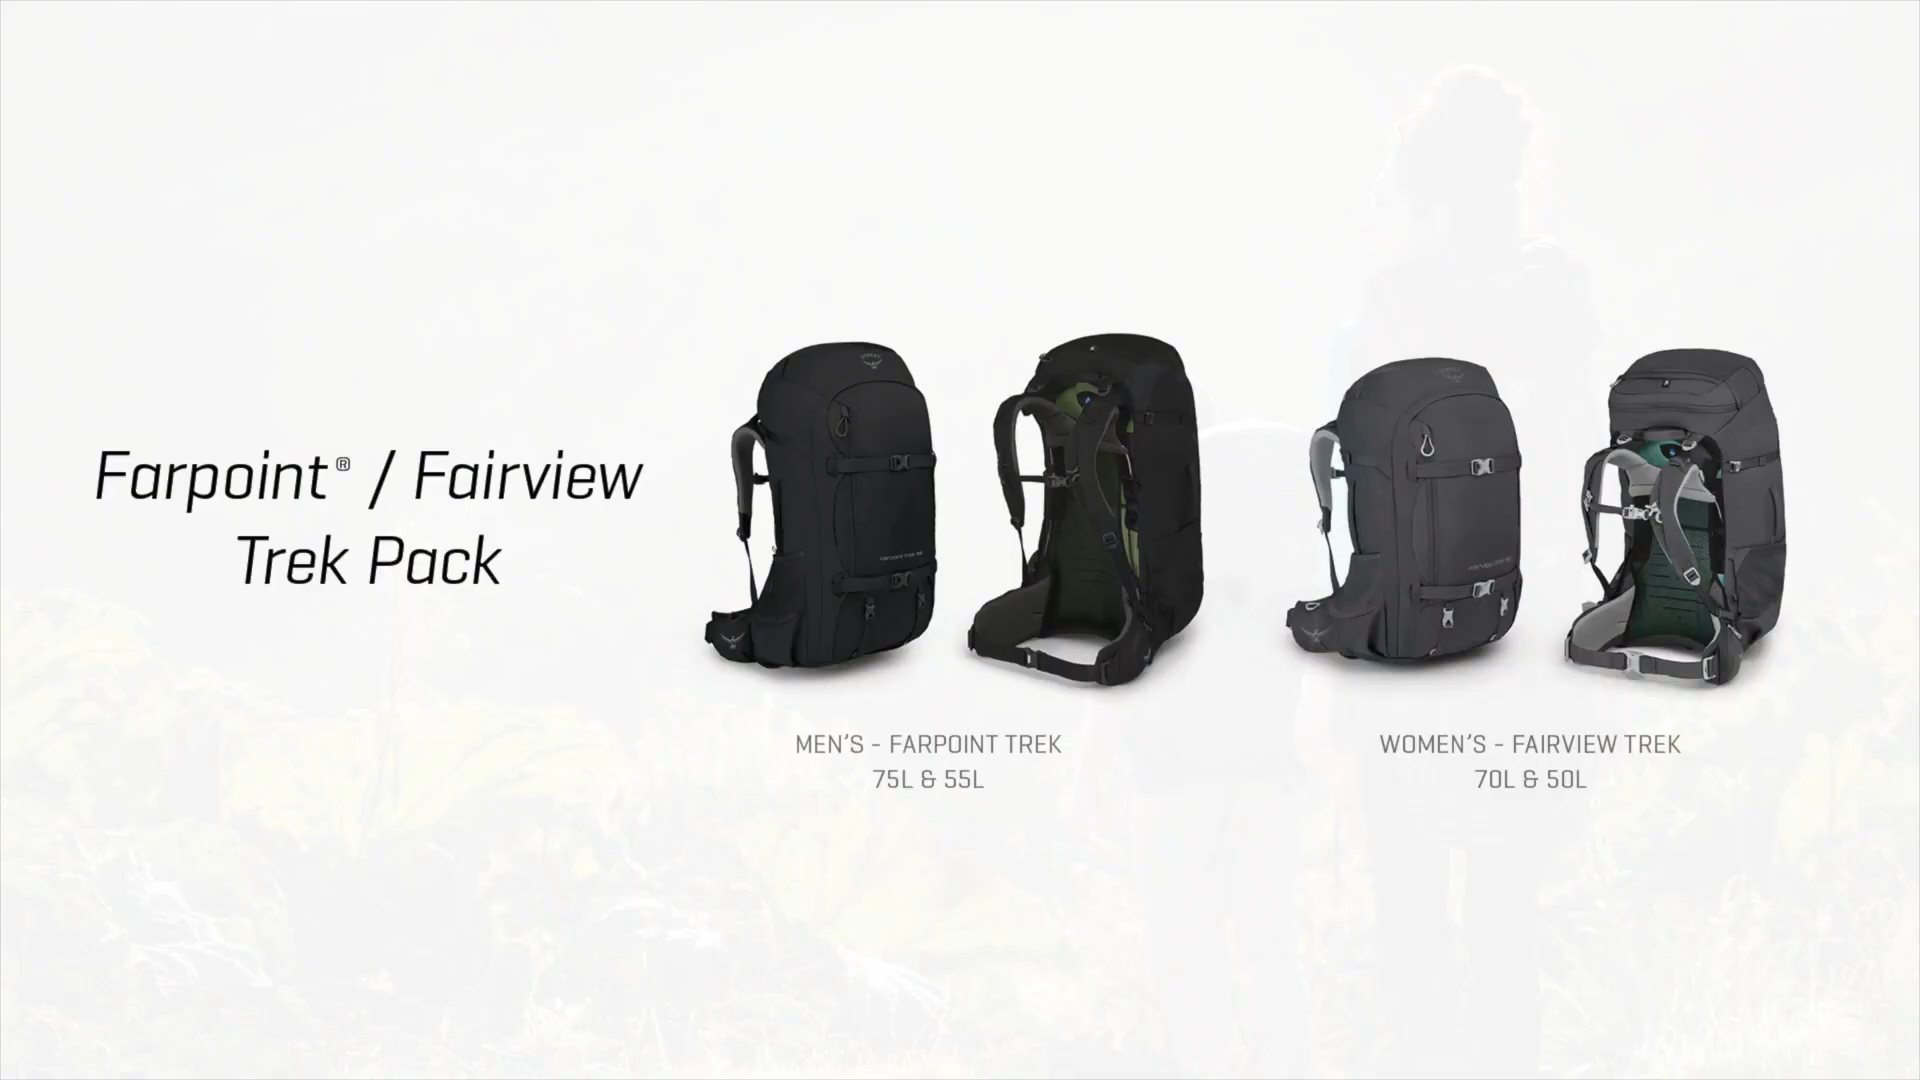 Farpoint® / Fairview
Trek Pack
MEN'S - FARPOINT TREK
75L & 55L
WOMEN'S - FAIRVIEW TREK
70L & 50L